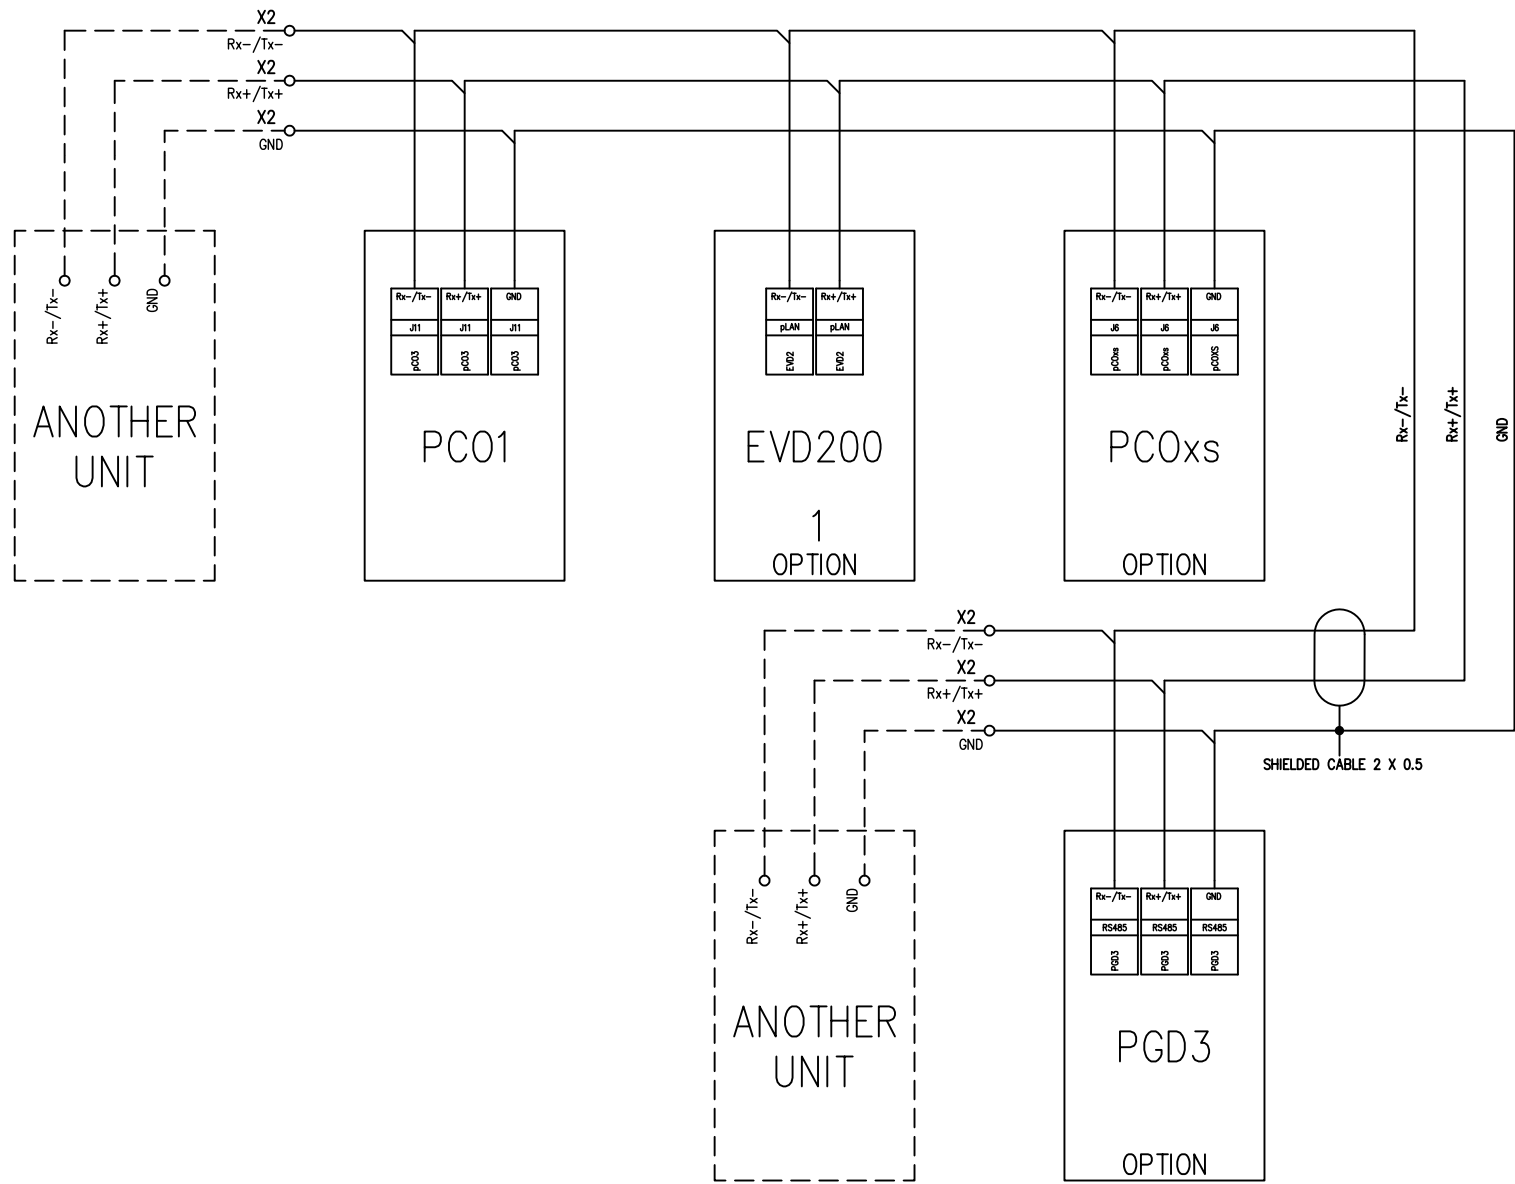 X2
Rx-/Tx-
X2
Rx+/Tx+
X2
GND
Rx-/Tx-
Rx+/Tx+
GND
ANOTHER
UNIT
Rx-/Tx-
Rx+/Tx+
GND
J11
J11
J11
pCO3
pCO3
pCO3
PCO1
Rx-/Tx-
Rx+/Tx+
pLAN
pLAN
EVD2
EVD2
EVD200
1
OPTION
Rx-/Tx-
Rx+/Tx+
GND
J6
J6
J6
pCOxs
pCOxs
pCOXS
PCOxs
OPTION
Rx-/Tx-
Rx+/Tx+
GND
X2
Rx-/Tx-
X2
Rx+/Tx+
X2
GND
SHIELDED CABLE 2 X 0.5
Rx-/Tx-
Rx+/Tx+
GND
ANOTHER
UNIT
Rx-/Tx-
Rx+/Tx+
GND
RS485
RS485
RS485
PGD3
PGD3
PGD3
PGD3
OPTION